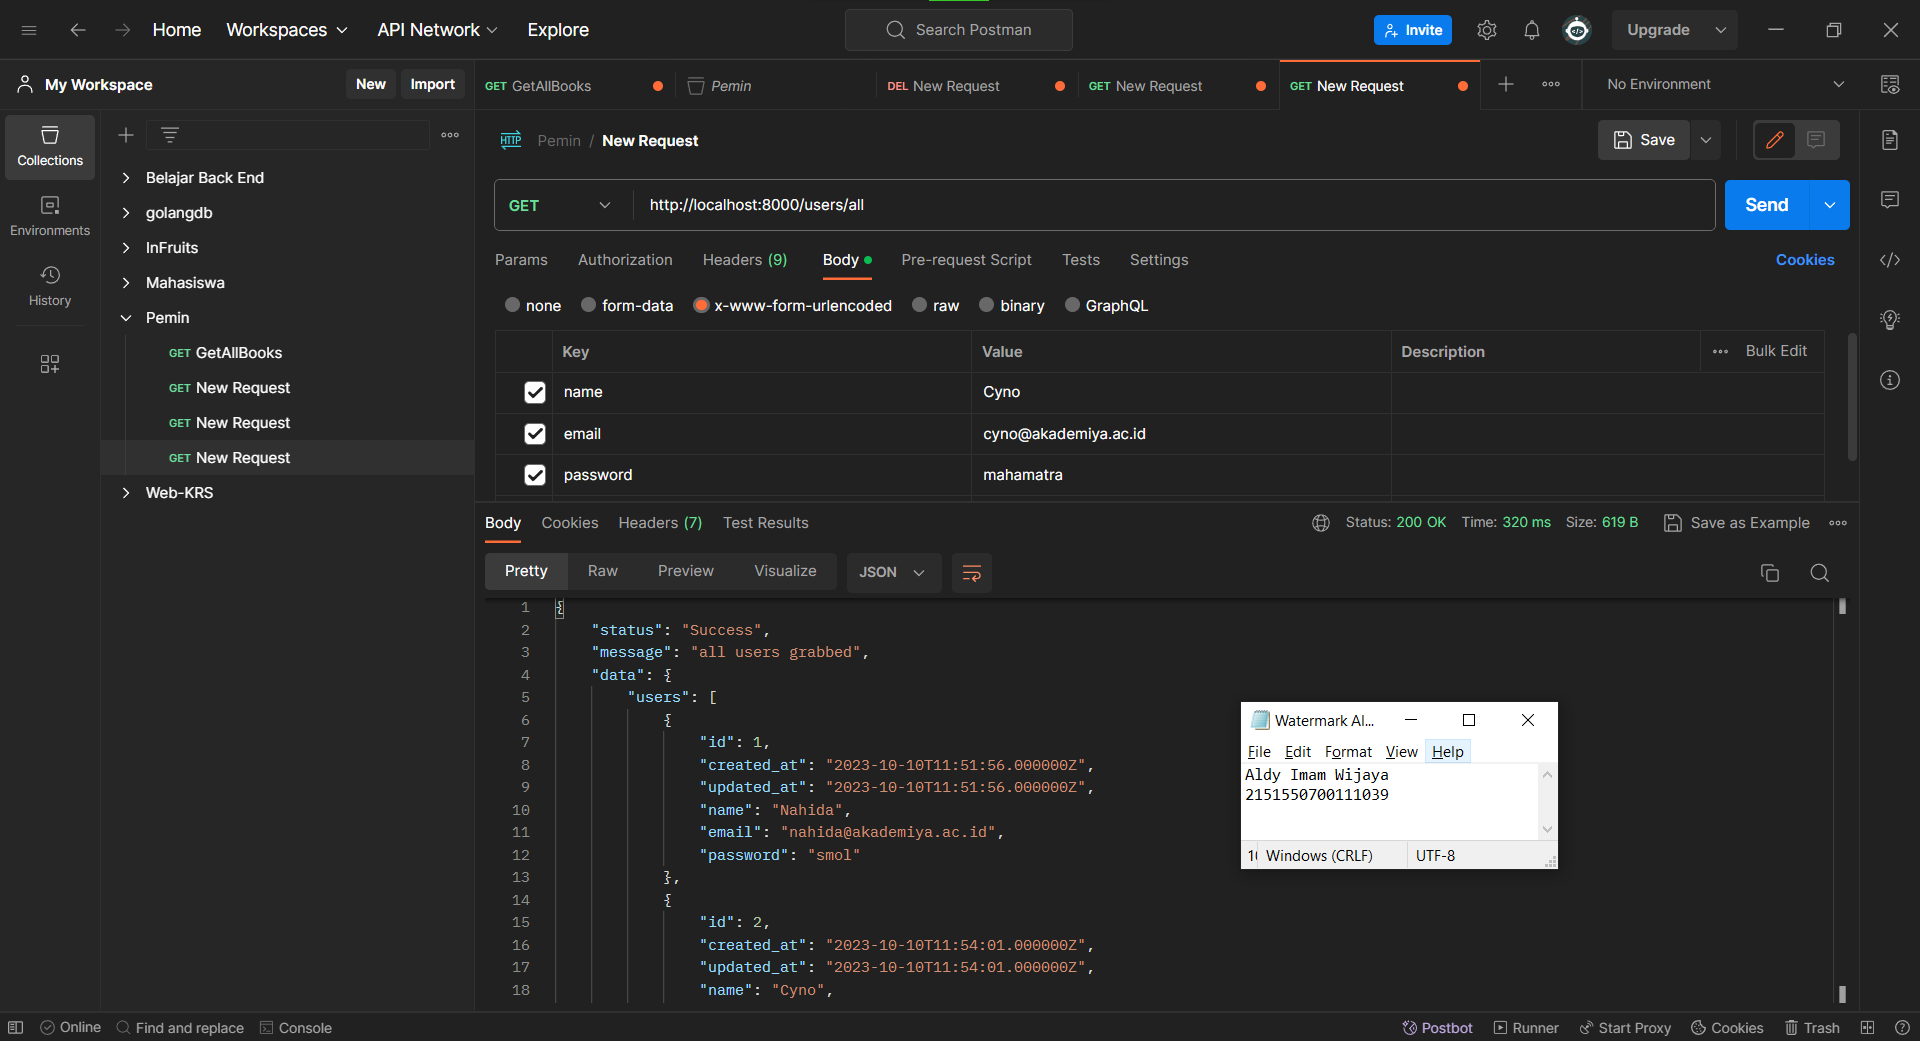 Home Workspaces API Network Explore Search Postman Invite Upgrade
My Workspace New Import GET GetAllBooks Pemin DEL New Request GET New Request GET New Request No Environment
Collections
Environments
History
Belajar Back End
golangdb
InFruits
Mahasiswa
Pemin
GET GetAllBooks
GET New Request
GET New Request
GET New Request
Web-KRS
HTTP Pemin / New Request Save
GET http://localhost:8000/users/all Send
Params Authorization Headers (9) Body Pre-request Script Tests Settings Cookies
none form-data x-www-form-urlencoded raw binary GraphQL
Key Value Description Bulk Edit
name Cyno
email cyno@akademiya.ac.id
password mahamatra
Body Cookies Headers (7) Test Results Status: 200 OK Time: 320 ms Size: 619 B Save as Example
Pretty Raw Preview Visualize JSON
1 {
2 "status": "Success",
3 "message": "all users grabbed",
4 "data": {
5 "users": [
6 {
7 "id": 1,
8 "created_at": "2023-10-10T11:51:56.000000Z",
9 "updated_at": "2023-10-10T11:51:56.000000Z",
10 "name": "Nahida",
11 "email": "nahida@akademiya.ac.id",
12 "password": "smol"
13 },
14 {
15 "id": 2,
16 "created_at": "2023-10-10T11:54:01.000000Z",
17 "updated_at": "2023-10-10T11:54:01.000000Z",
18 "name": "Cyno",
Watermark Al...
File Edit Format View Help
Aldy Imam Wijaya
2151550700111039
Windows (CRLF) UTF-8
Online Find and replace Console Postbot Runner Start Proxy Cookies Trash